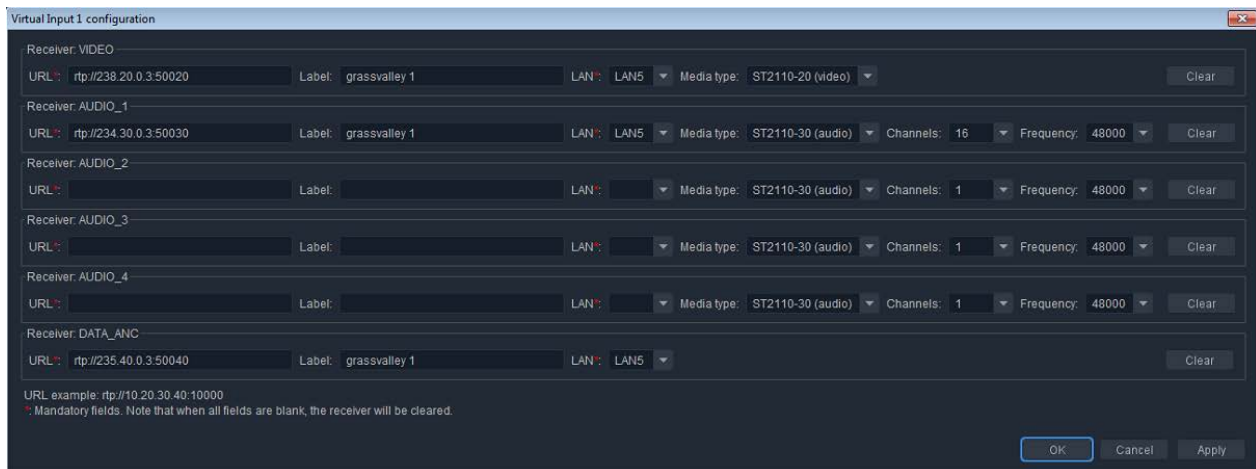 Virtual Input 1 configuration
Receiver: VIDEO
URL*: rtp://238.20.0.3:50020 Label: grassvalley 1 LAN*: LAN5 Media type: ST2110-20 (video) Clear
Receiver: AUDIO_1
URL*: rtp://234.30.0.3:50030 Label: grassvalley 1 LAN*: LAN5 Media type: ST2110-30 (audio) Channels: 16 Frequency: 48000 Clear
Receiver: AUDIO_2
URL*: Label: LAN*: Media type: ST2110-30 (audio) Channels: 1 Frequency: 48000 Clear
Receiver: AUDIO_3
URL*: Label: LAN*: Media type: ST2110-30 (audio) Channels: 1 Frequency: 48000 Clear
Receiver: AUDIO_4
URL*: Label: LAN*: Media type: ST2110-30 (audio) Channels: 1 Frequency: 48000 Clear
Receiver: DATA_ANC
URL*: rtp://235.40.0.3:50040 Label: grassvalley 1 LAN*: LAN5 Clear
URL example: rtp://10.20.30.40:10000
*: Mandatory fields. Note that when all fields are blank, the receiver will be cleared.
OK Cancel Apply